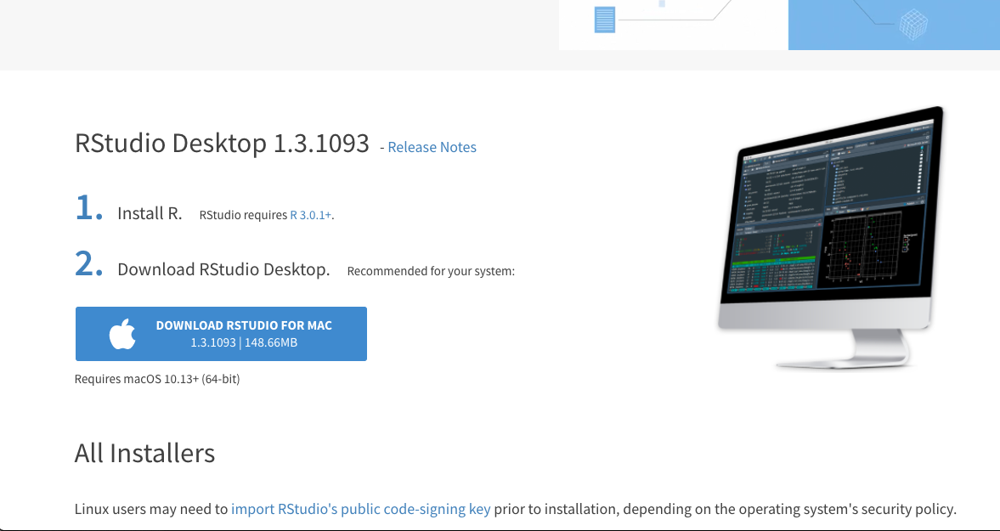 RStudio Desktop 1.3.1093 - Release Notes
1. Install R. RStudio requires R 3.0.1+.
2. Download RStudio Desktop. Recommended for your system:
DOWNLOAD RSTUDIO FOR MAC
1.3.1093 | 148.66MB
Requires macOS 10.13+ (64-bit)
All Installers
Linux users may need to import RStudio's public code-signing key prior to installation, depending on the operating system's security policy.